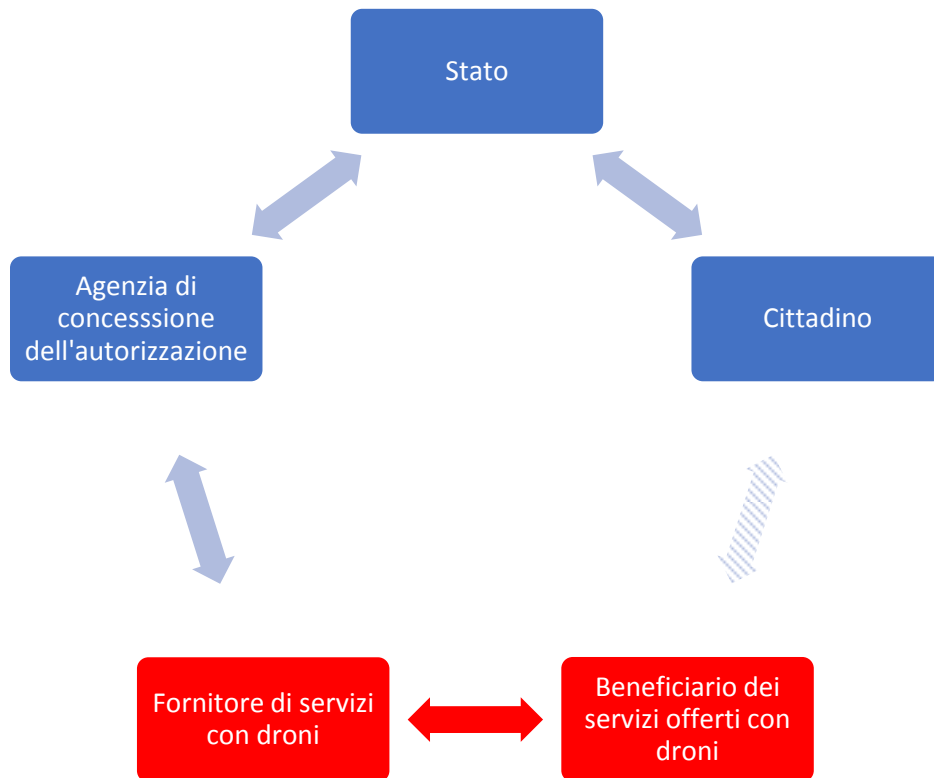 Stato
Agenzia di
concesssione
dell'autorizzazione
Cittadino
Fornitore di servizi
con droni
Beneficiario dei
servizi offerti con
droni